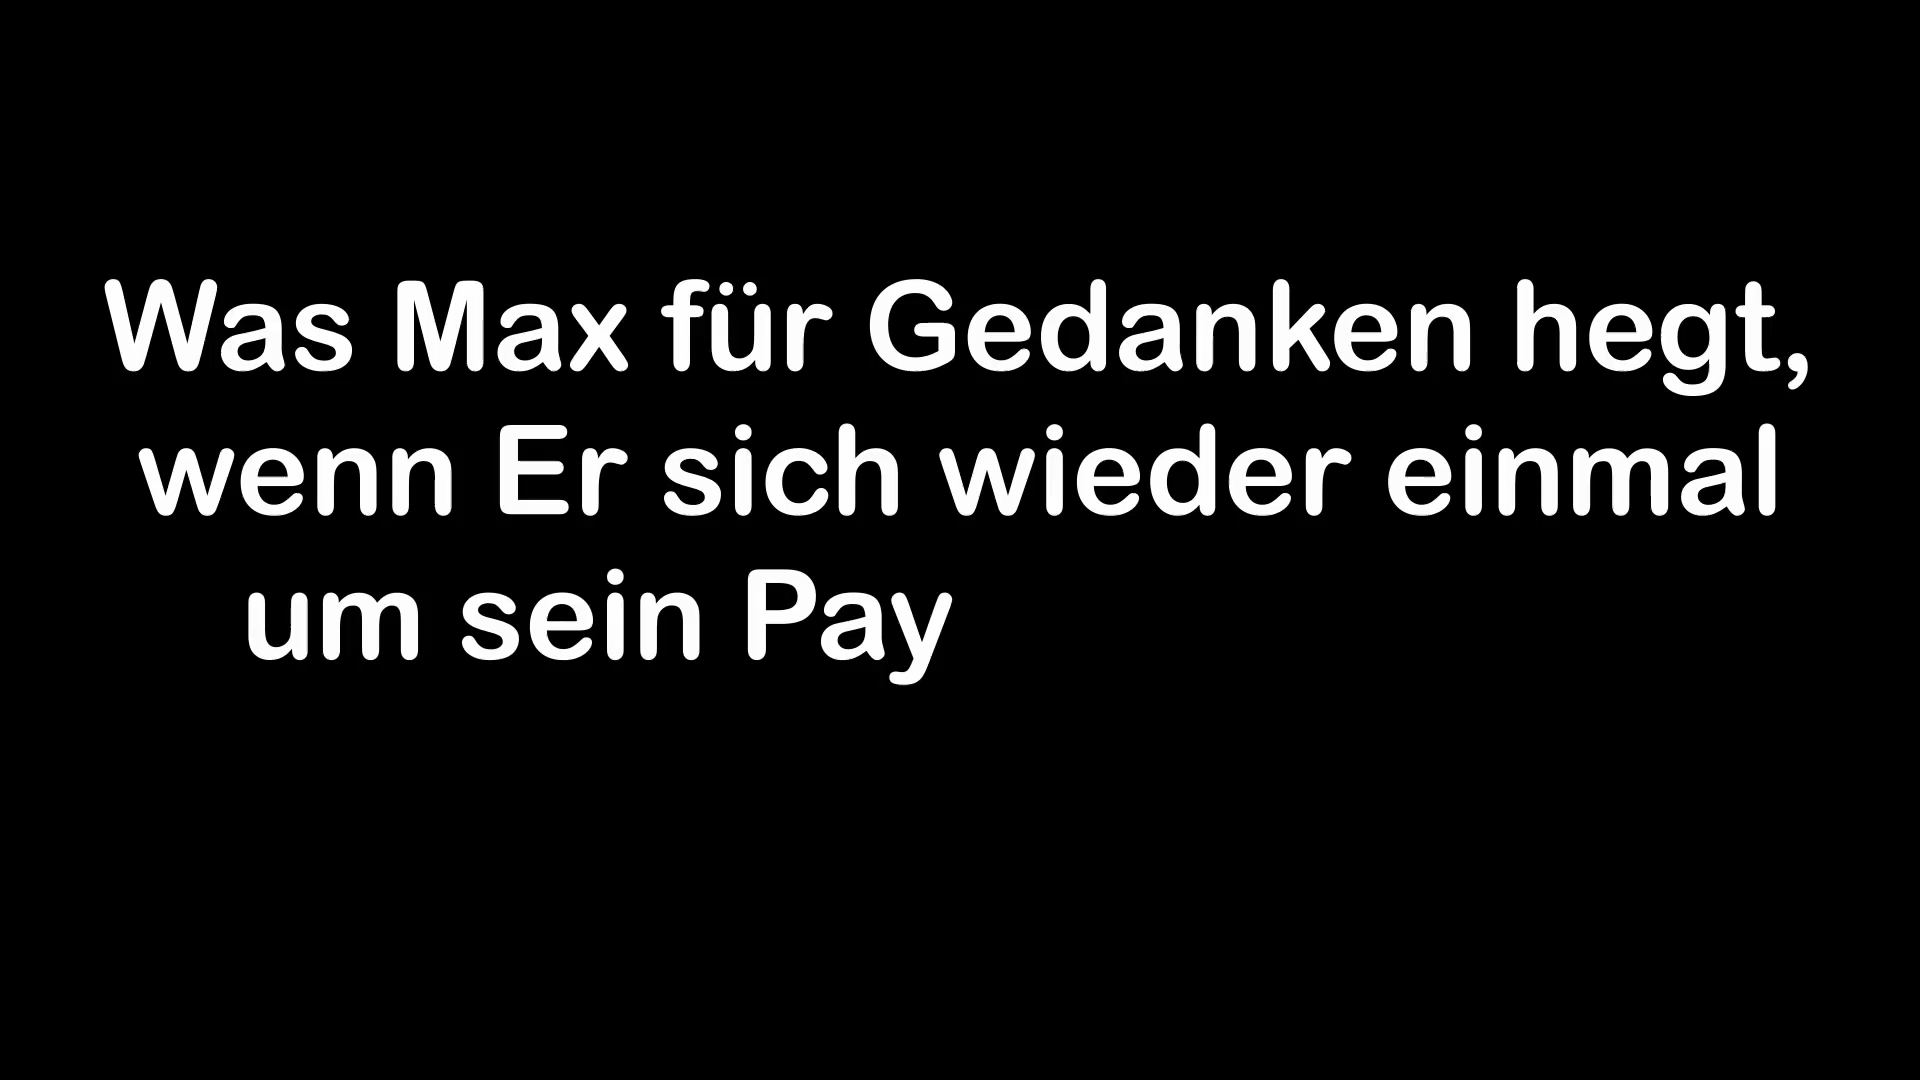 Was Max für Gedanken hegt,
wenn Er sich wieder einmal
um sein Pay